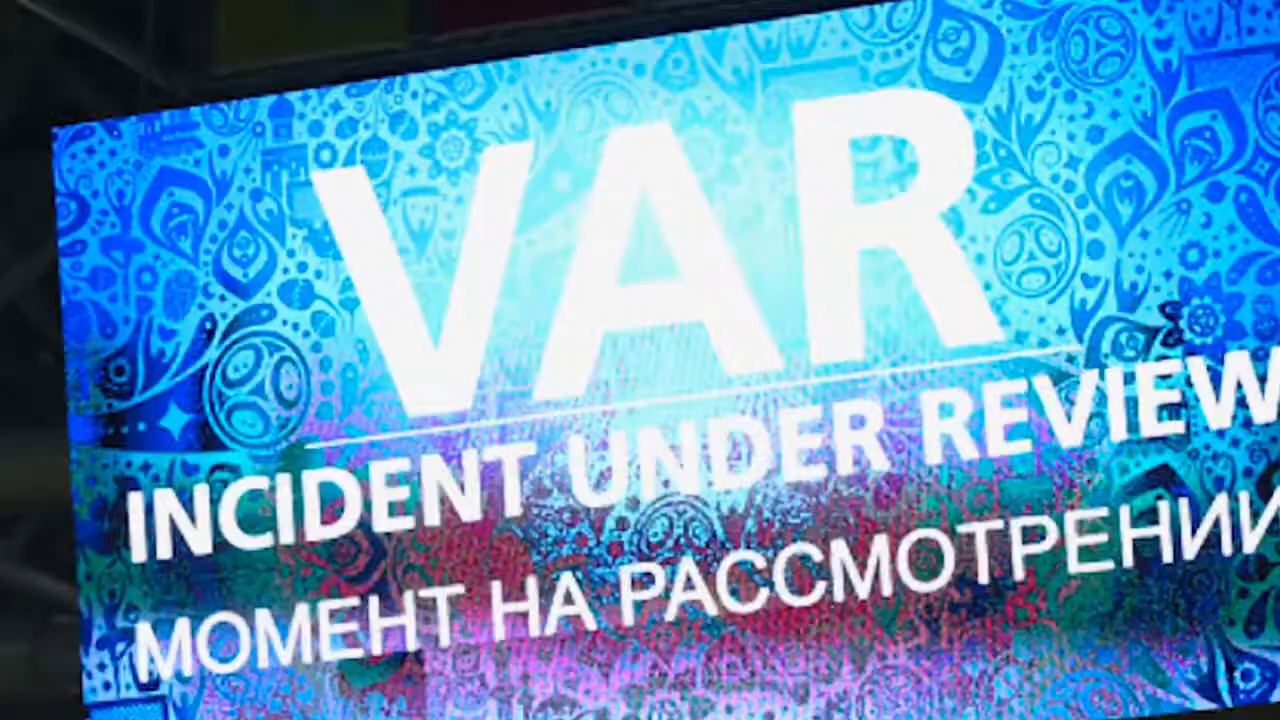 VAR
INCIDENT UNDER REVIEW
МОМЕНТ НА РАССМОТРЕНИИ